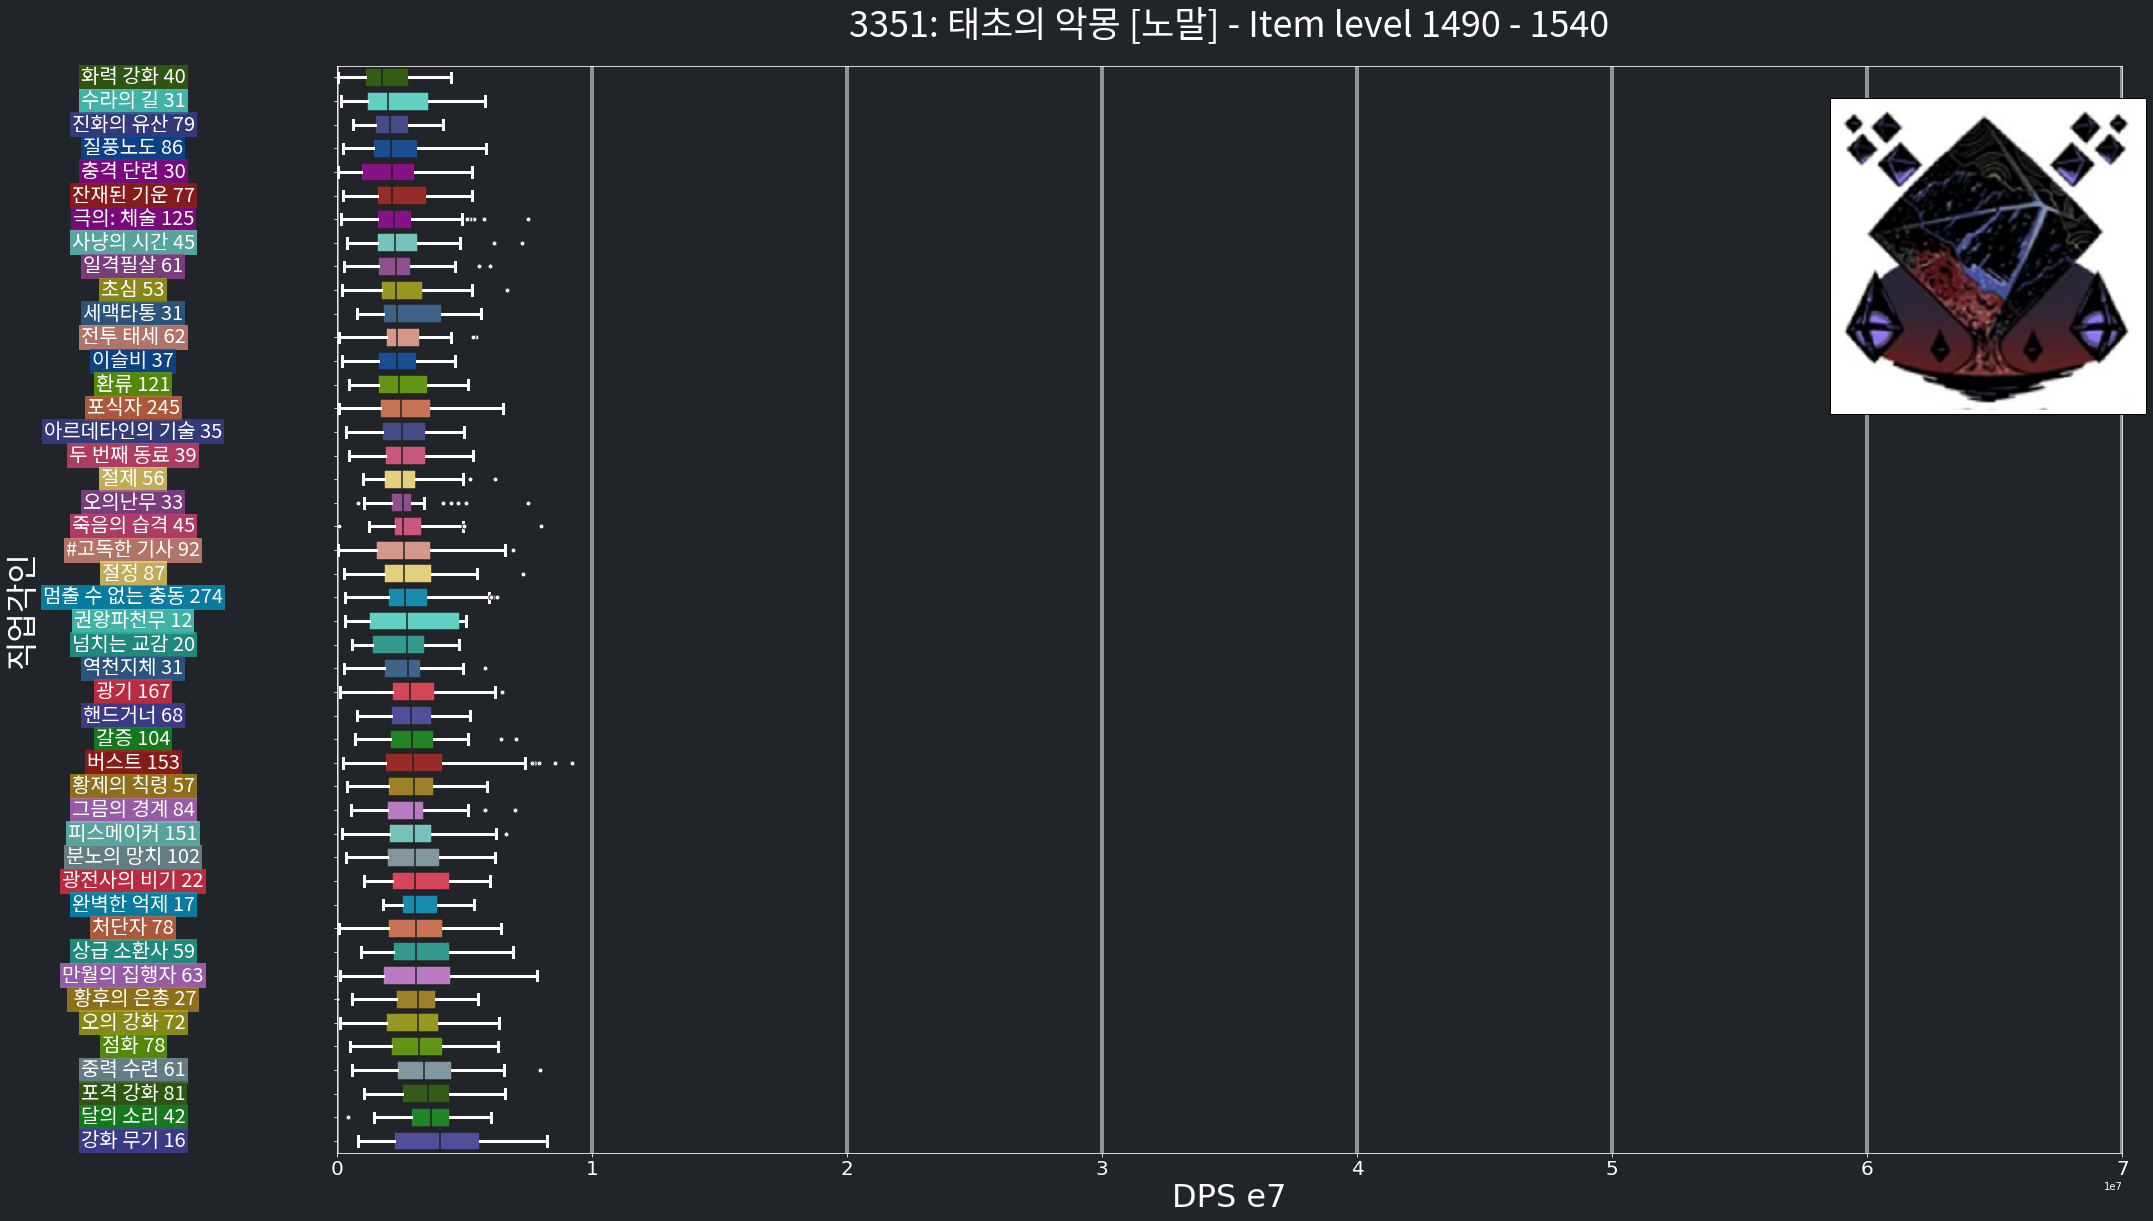 3351: 태초의 악몽 [노말] - Item level 1490 - 1540
화력 강화 40
수라의 길 31
진화의 유산 79
질풍노도 86
충격 단련 30
잔재된 기운 77
극의: 체술 125
사냥의 시간 45
일격필살 61
초심 53
세맥타통 31
전투 태세 62
이슬비 37
환류 121
포식자 245
아르데타인의 기술 35
두 번째 동료 39
절제 56
오의난무 33
죽음의 습격 45
#고독한 기사 92
절정 87
멈출 수 없는 충동 274
권왕파천무 12
넘치는 교감 20
역천지체 31
광기 167
핸드거너 68
갈증 104
버스트 153
황제의 칙령 57
그믐의 경계 84
피스메이커 151
분노의 망치 102
광전사의 비기 22
완벽한 억제 17
처단자 78
상급 소환사 59
만월의 집행자 63
황후의 은총 27
오의 강화 72
점화 78
중력 수련 61
포격 강화 81
달의 소리 42
강화 무기 16
직업각인
0 1 2 3 4 5 6 7
1e7
DPS e7